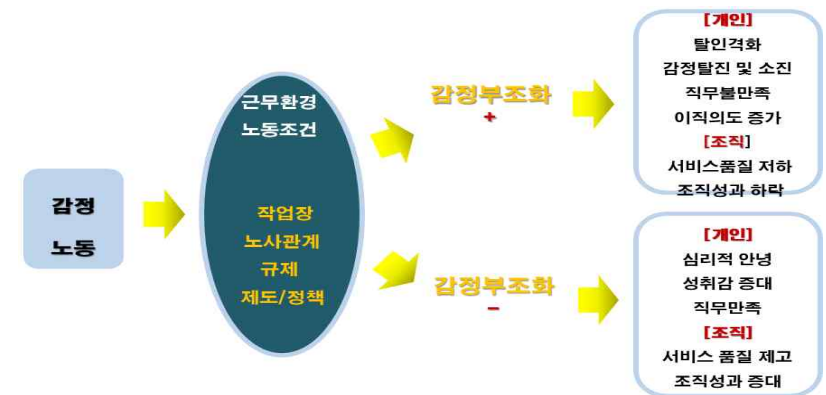 감정
노동
근무환경
노동조건
작업장
노사관계
규제
제도/정책
감정부조화
+
[개인]
탈인격화
감정탈진 및 소진
직무불만족
이직의도 증가
[조직]
서비스품질 저하
조직성과 하락
감정부조화
−
[개인]
심리적 안녕
성취감 증대
직무만족
[조직]
서비스 품질 제고
조직성과 증대